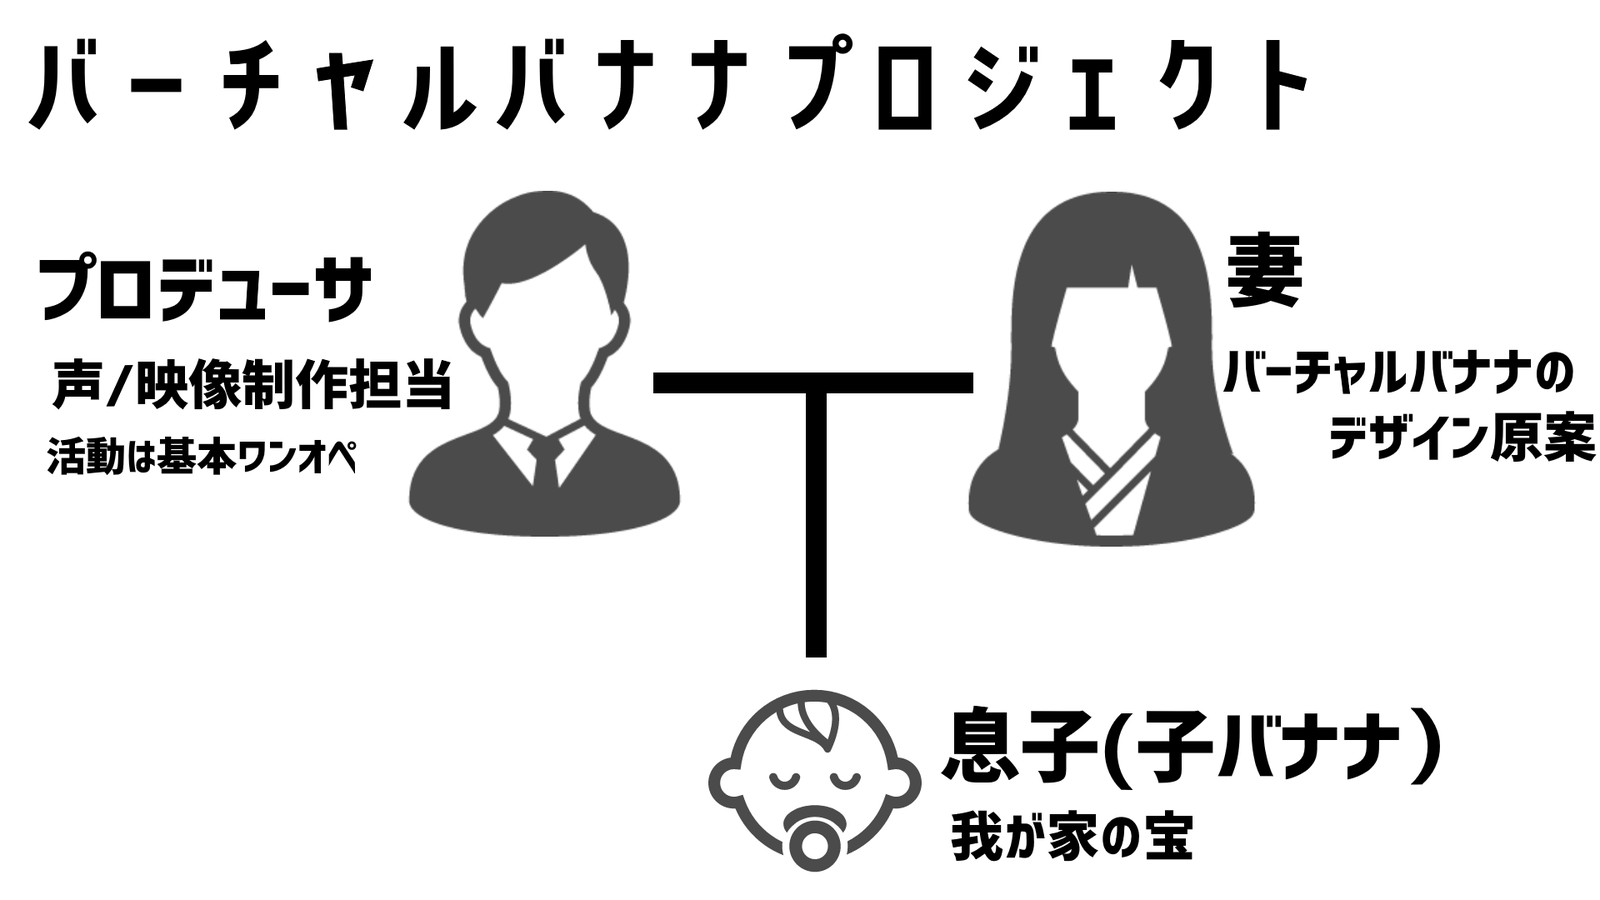 バーチャルバナナプロジェクト
プロデューサ
声/映像制作担当
活動は基本ワンオペ
妻
バーチャルバナナの
デザイン原案
息子(子バナナ）
我が家の宝